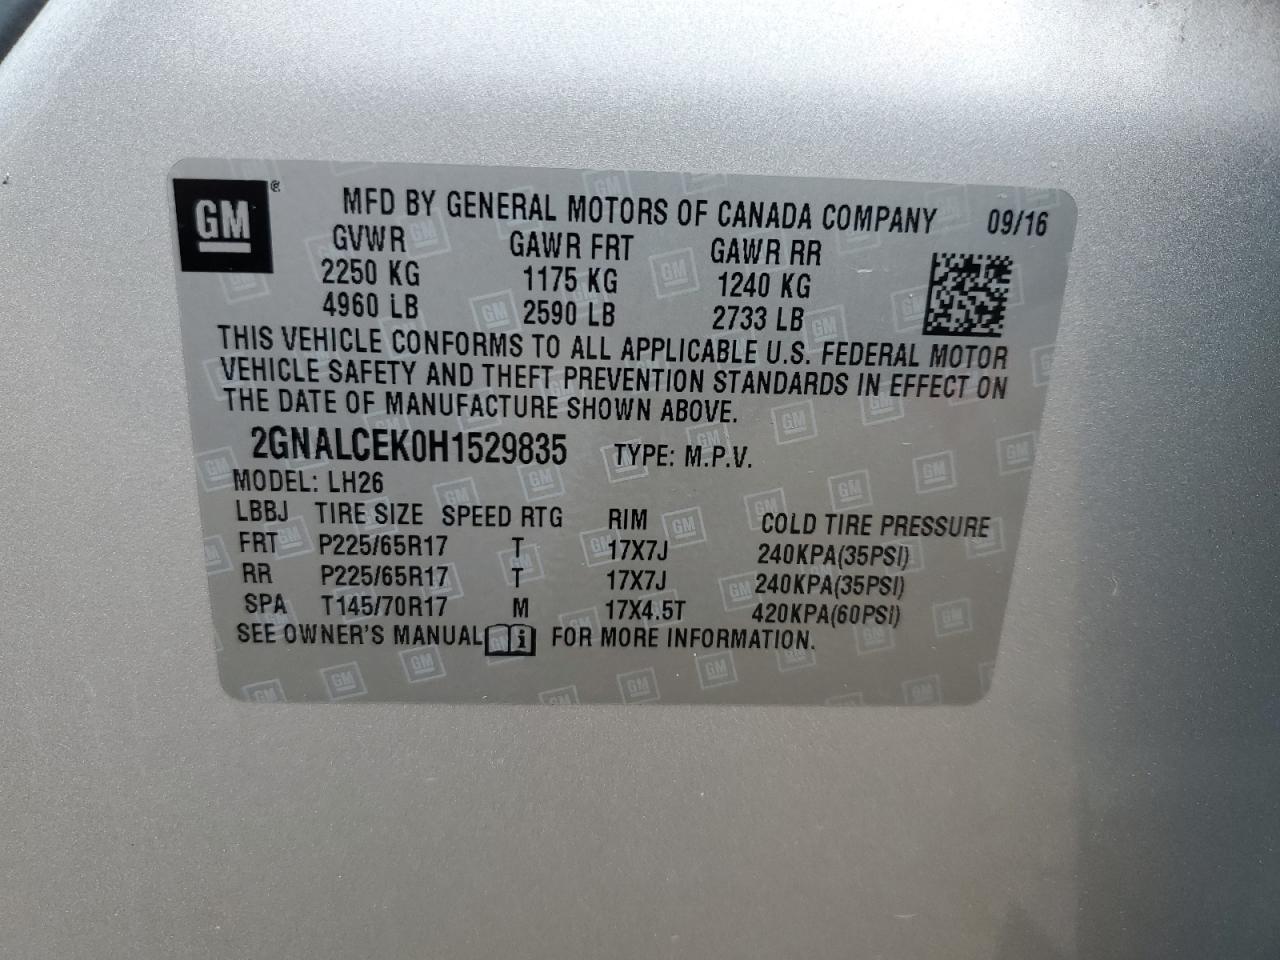 GM ® MFD BY GENERAL MOTORS OF CANADA COMPANY 09/16
GVWR GAWR FRT GAWR RR
2250 KG 1175 KG 1240 KG
4960 LB 2590 LB 2733 LB
THIS VEHICLE CONFORMS TO ALL APPLICABLE U.S. FEDERAL MOTOR
VEHICLE SAFETY AND THEFT PREVENTION STANDARDS IN EFFECT ON
THE DATE OF MANUFACTURE SHOWN ABOVE.
2GNALCEK0H1529835 TYPE: M.P.V.
MODEL: LH26
LBBJ TIRE SIZE SPEED RTG RIM COLD TIRE PRESSURE
FRT P225/65R17 T 17X7J 240KPA(35PSI)
RR P225/65R17 T 17X7J 240KPA(35PSI)
SPA T145/70R17 M 17X4.5T 420KPA(60PSI)
SEE OWNER'S MANUAL i FOR MORE INFORMATION.